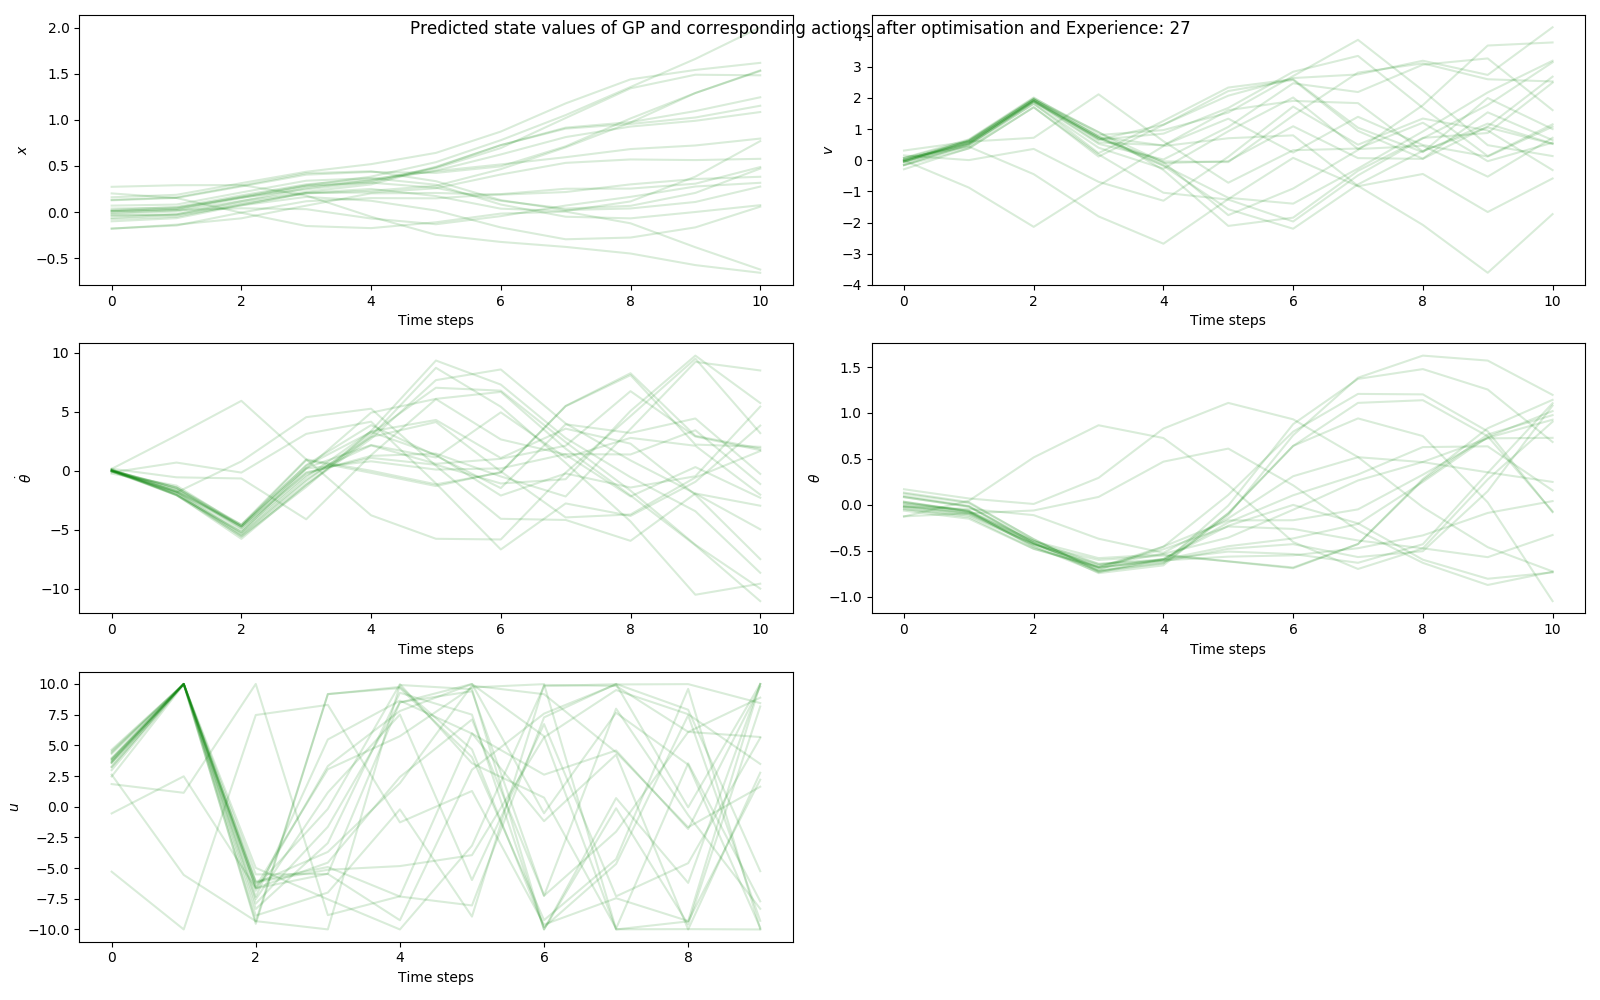 Predicted state values of GP and corresponding actions after optimisation and Experience: 27
2.0
1.5
1.0
0.5
0.0
−0.5
x
0 2 4 6 8 10
Time steps
4
3
2
1
0
−1
−2
−3
−4
v
0 2 4 6 8 10
Time steps
10
5
0
−5
−10
θ̇
0 2 4 6 8 10
Time steps
1.5
1.0
0.5
0.0
−0.5
−1.0
θ
0 2 4 6 8 10
Time steps
10.0
7.5
5.0
2.5
0.0
−2.5
−5.0
−7.5
−10.0
u
0 2 4 6 8
Time steps